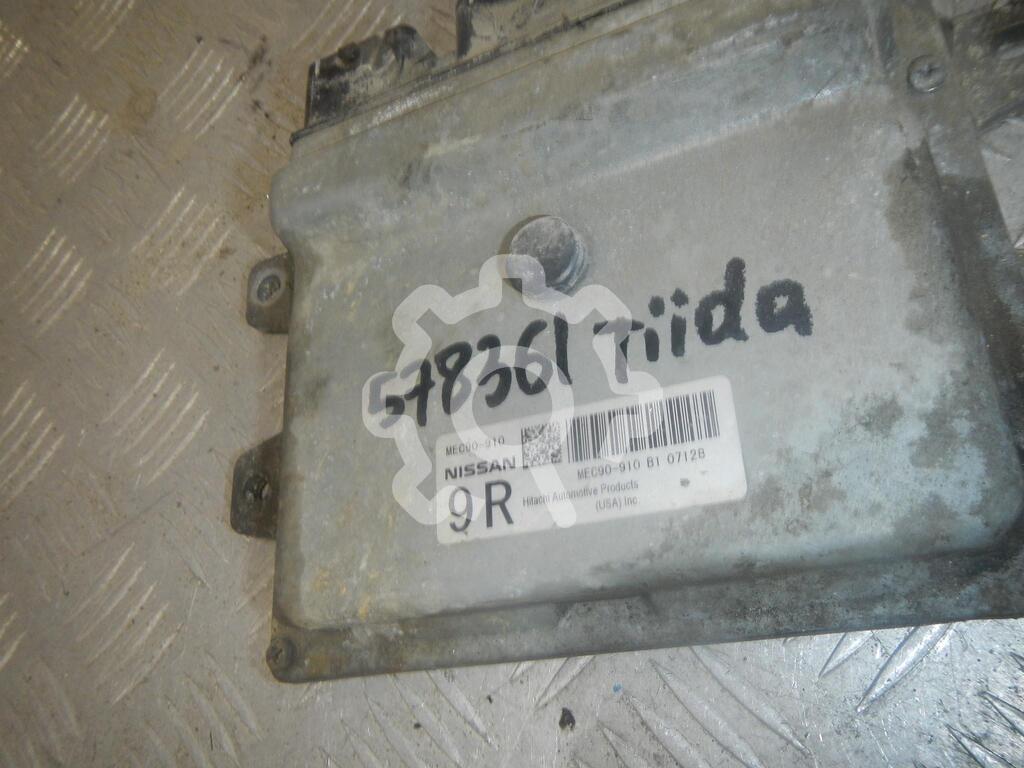 578361 Tiida
MEC90-910
NISSAN
MEC90-910 B1 0712B
9R
Hitachi Automotive Products
(USA) Inc.